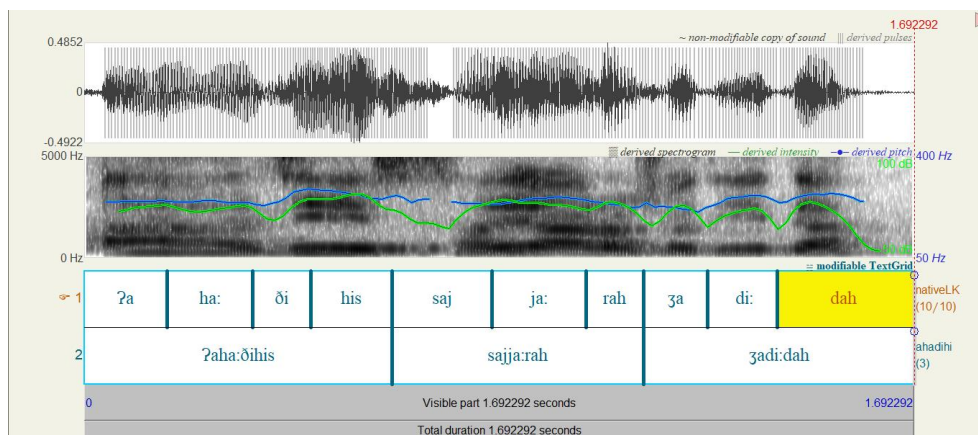 1.692292
0.4852
~ non-modifiable copy of sound ||| derived pulses
0
-0.4922
5000 Hz
derived spectrogram — derived intensity derived pitch 400 Hz
100 dB
0 Hz
50 Hz
modifiable TextGrid
1 ʔa ha: ði his saj ja: rah ʒa di: dah nativeLK (10/10)
2 ʔaha:ðihis sajja:rah ʒadi:dah ahadihi (3)
0 Visible part 1.692292 seconds 1.692292
Total duration 1.692292 seconds